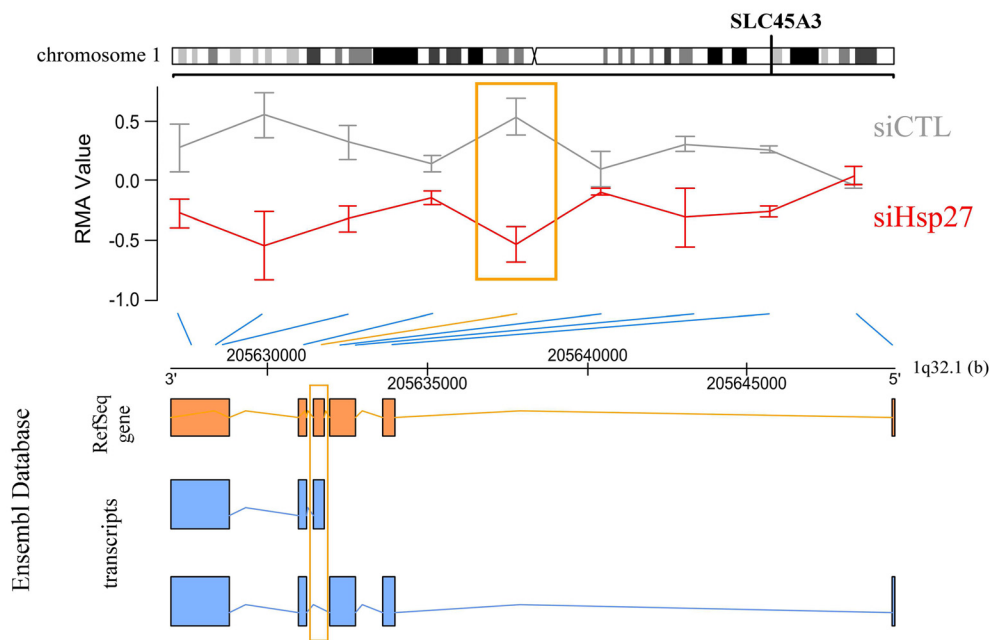 SLC45A3
chromosome 1
RMA Value
0.5
0.0
-0.5
-1.0
siCTL
siHsp27
205630000
205640000
3'
205635000
205645000
5'
1q32.1 (b)
Ensembl Database
RefSeq
gene
transcripts